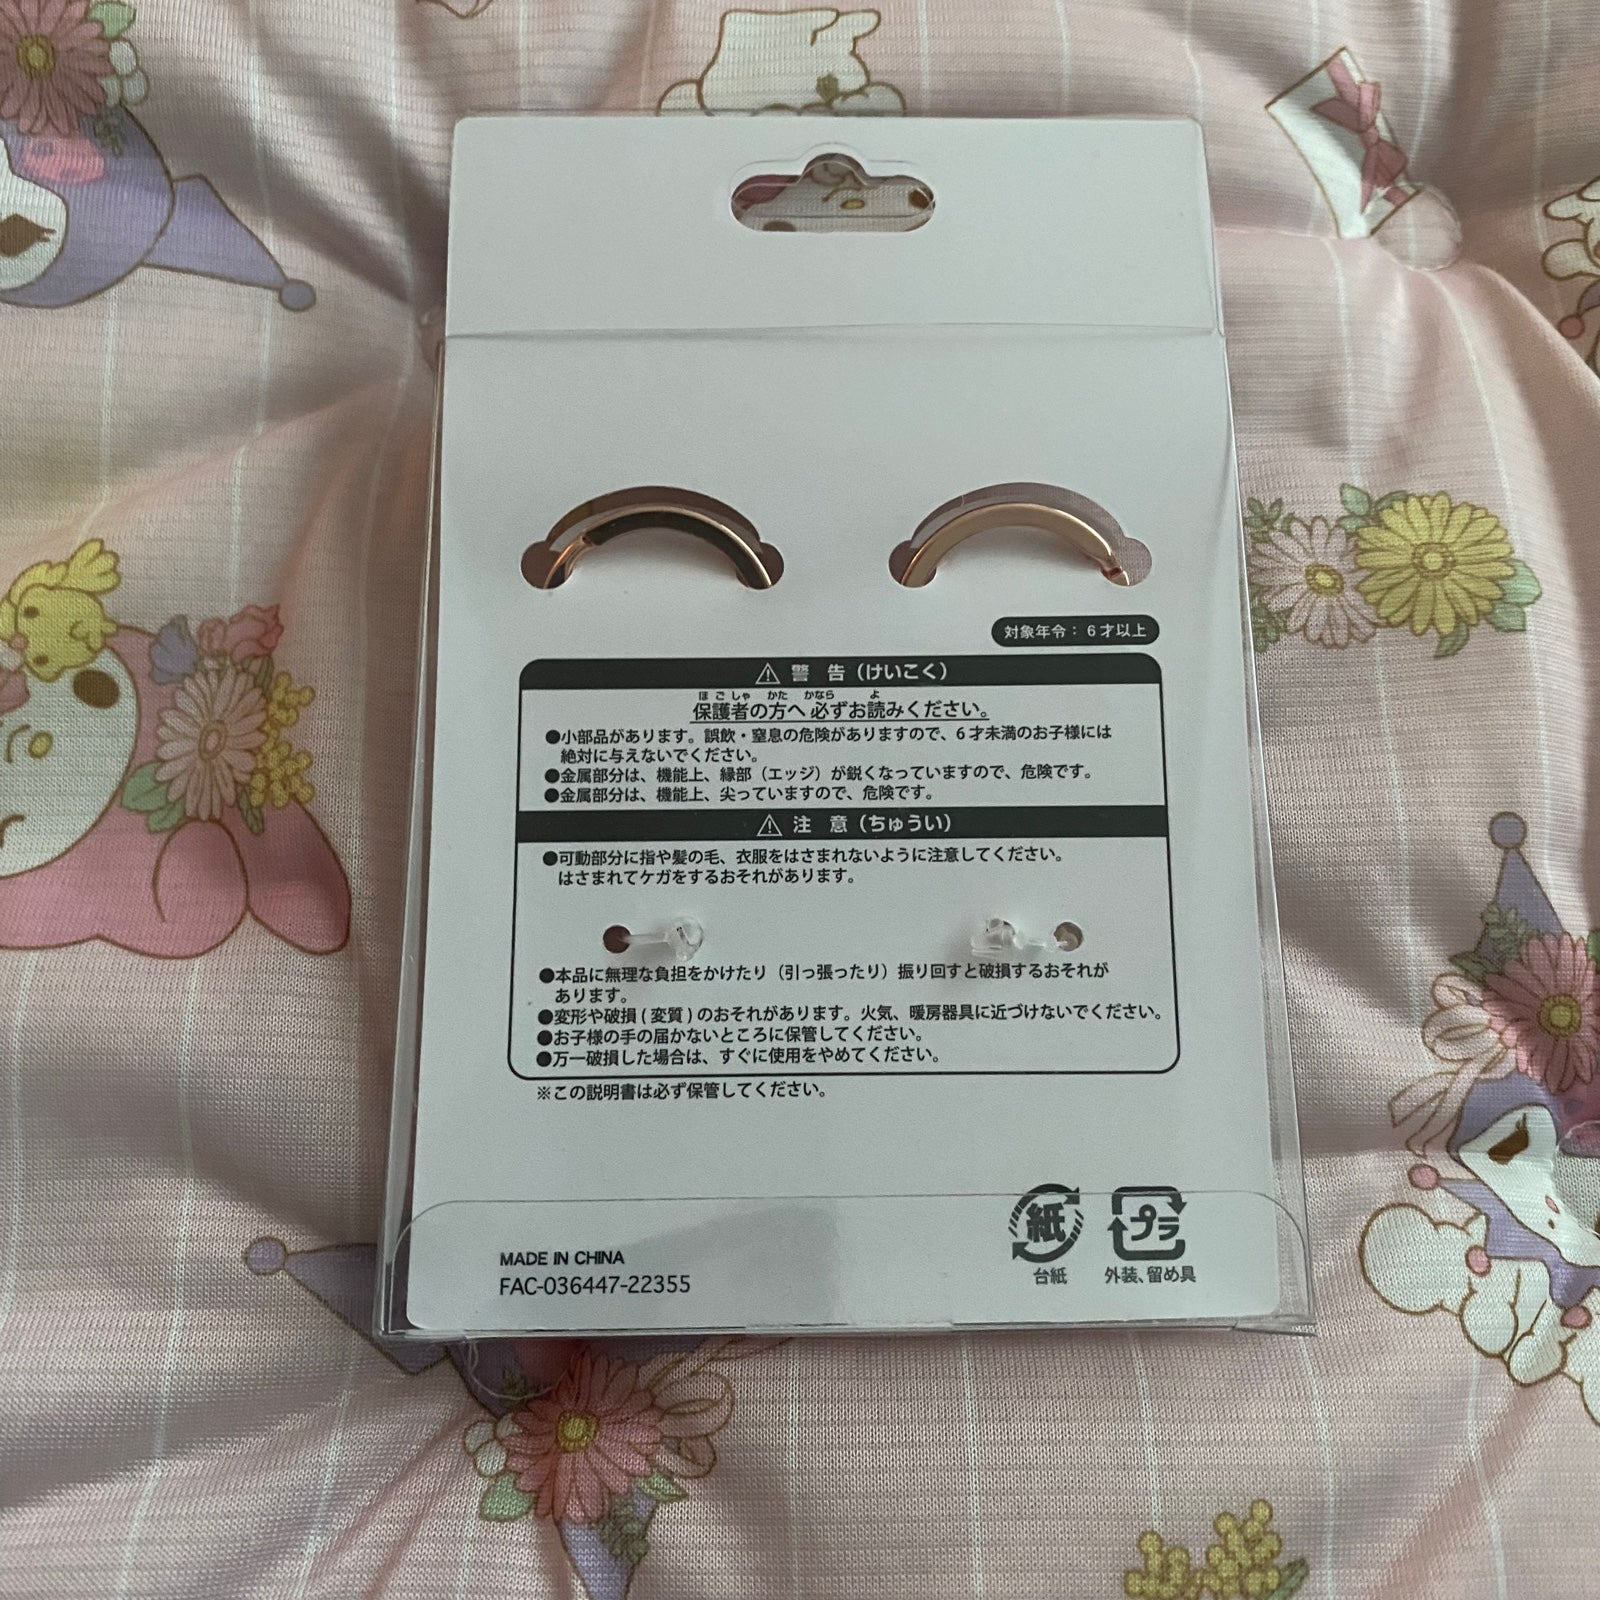 対象年令：6才以上
⚠ 警 告（けいこく）
ほごしゃ かた かなら よ
保護者の方へ 必ずお読みください。
●小部品があります。誤飲・窒息の危険がありますので、6才未満のお子様には
絶対に与えないでください。
●金属部分は、機能上、縁部（エッジ）が鋭くなっていますので、危険です。
●金属部分は、機能上、尖っていますので、危険です。
⚠ 注 意（ちゅうい）
●可動部分に指や髪の毛、衣服をはさまれないように注意してください。
はさまれてケガをするおそれがあります。
●本品に無理な負担をかけたり（引っ張ったり）振り回すと破損するおそれが
あります。
●変形や破損(変質)のおそれがあります。火気、暖房器具に近づけないでください。
●お子様の手の届かないところに保管してください。
●万一破損した場合は、すぐに使用をやめてください。
※この説明書は必ず保管してください。
紙 プラ
台紙 外装、留め具
MADE IN CHINA
FAC-036447-22355